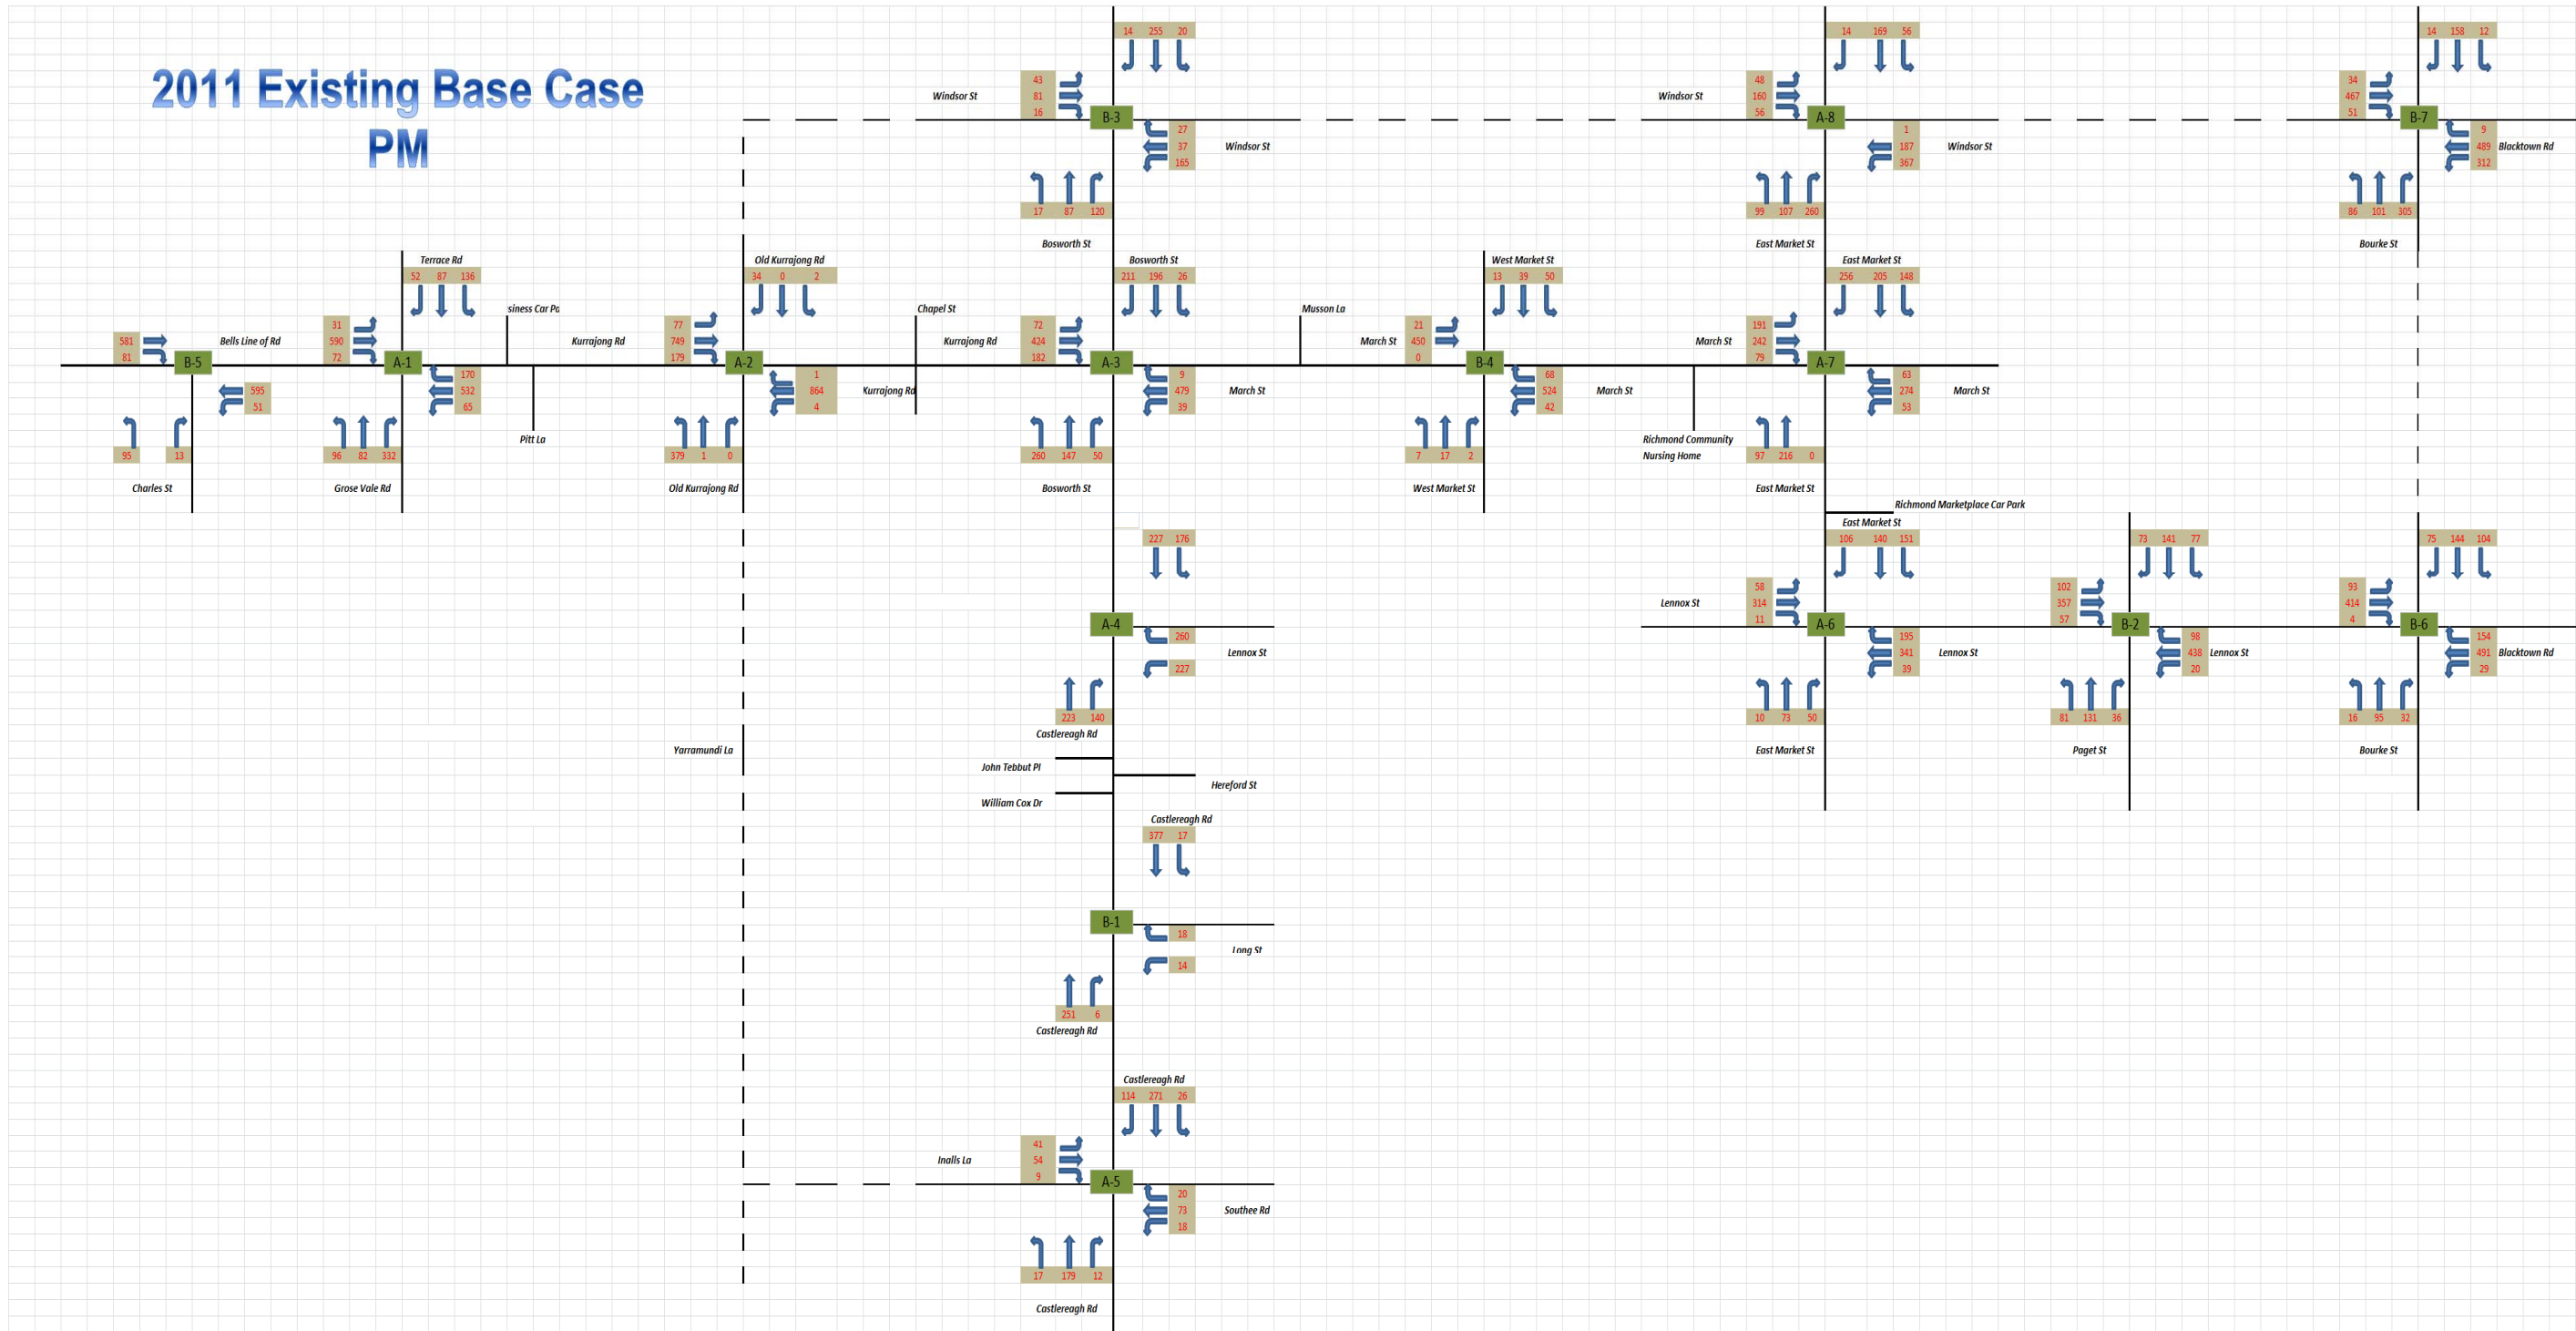 2011 Existing Base Case
PM
14 255 20
43
81
16
Windsor St
B-3
27
37
165
Windsor St
17 87 120
Bosworth St
14 169 56
48
160
56
Windsor St
A-8
1
187
367
Windsor St
99 107 260
East Market St
14 158 12
34
467
51
B-7
9
489
312
Blacktown Rd
86 101 305
Bourke St
581
81
B-5
Bells Line of Rd
595
51
95 13
Charles St
Terrace Rd
52 87 136
31
590
72
A-1
170
532
65
96 82 332
Grose Vale Rd
siness Car Pa
Pitt La
Kurrajong Rd
Old Kurrajong Rd
34 0 2
77
749
179
A-2
1
864
4
379 1 0
Old Kurrajong Rd
Chapel St
Kurrajong Rd
Kurrajong Rd
Bosworth St
211 196 26
72
424
182
A-3
9
479
39
March St
260 147 50
Bosworth St
Musson La
March St
West Market St
13 39 50
21
450
0
B-4
68
524
42
March St
7 17 2
West Market St
Richmond Community
Nursing Home
March St
East Market St
256 205 148
191
242
79
A-7
63
274
53
March St
97 216 0
East Market St
Richmond Marketplace Car Park
227 176
A-4
260
227
Lennox St
223 140
Castlereagh Rd
East Market St
106 140 151
58
314
11
Lennox St
A-6
195
341
39
Lennox St
10 73 50
East Market St
73 141 77
102
357
57
B-2
98
438
20
Lennox St
81 131 36
Paget St
75 144 104
93
414
4
B-6
154
491
29
Blacktown Rd
16 95 32
Bourke St
Yarramundi La
John Tebbut Pl
Hereford St
William Cox Dr
Castlereagh Rd
377 17
B-1
18
14
Long St
251 6
Castlereagh Rd
Castlereagh Rd
114 271 26
41
54
9
Inalls La
A-5
20
73
18
Southee Rd
17 179 12
Castlereagh Rd